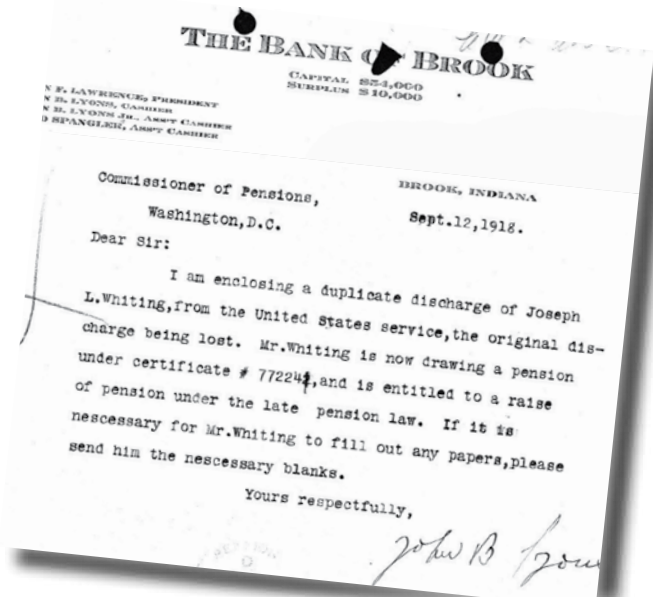 THE BANK OF BROOK
CAPITAL $54,000
SURPLUS $10,000
N F. LAWRENCE, PRESIDENT
N B. LYONS, CASHIER
N B. LYONS JR., ASS'T CASHIER
D SPANGLER, ASS'T CASHIER
BROOK, INDIANA
Sept.12,1918.
Commissioner of Pensions,
Washington,D.C.
Dear Sir:
I am enclosing a duplicate discharge of Joseph
L.Whiting,from the United States service,the original dis-
charge being lost. Mr.Whiting is now drawing a pension
under certificate # 77224,and is entitled to a raise
of pension under the late pension law. If it is
nescessary for Mr.Whiting to fill out any papers,please
send him the nescessary blanks.
Yours respectfully,
John B Lyons